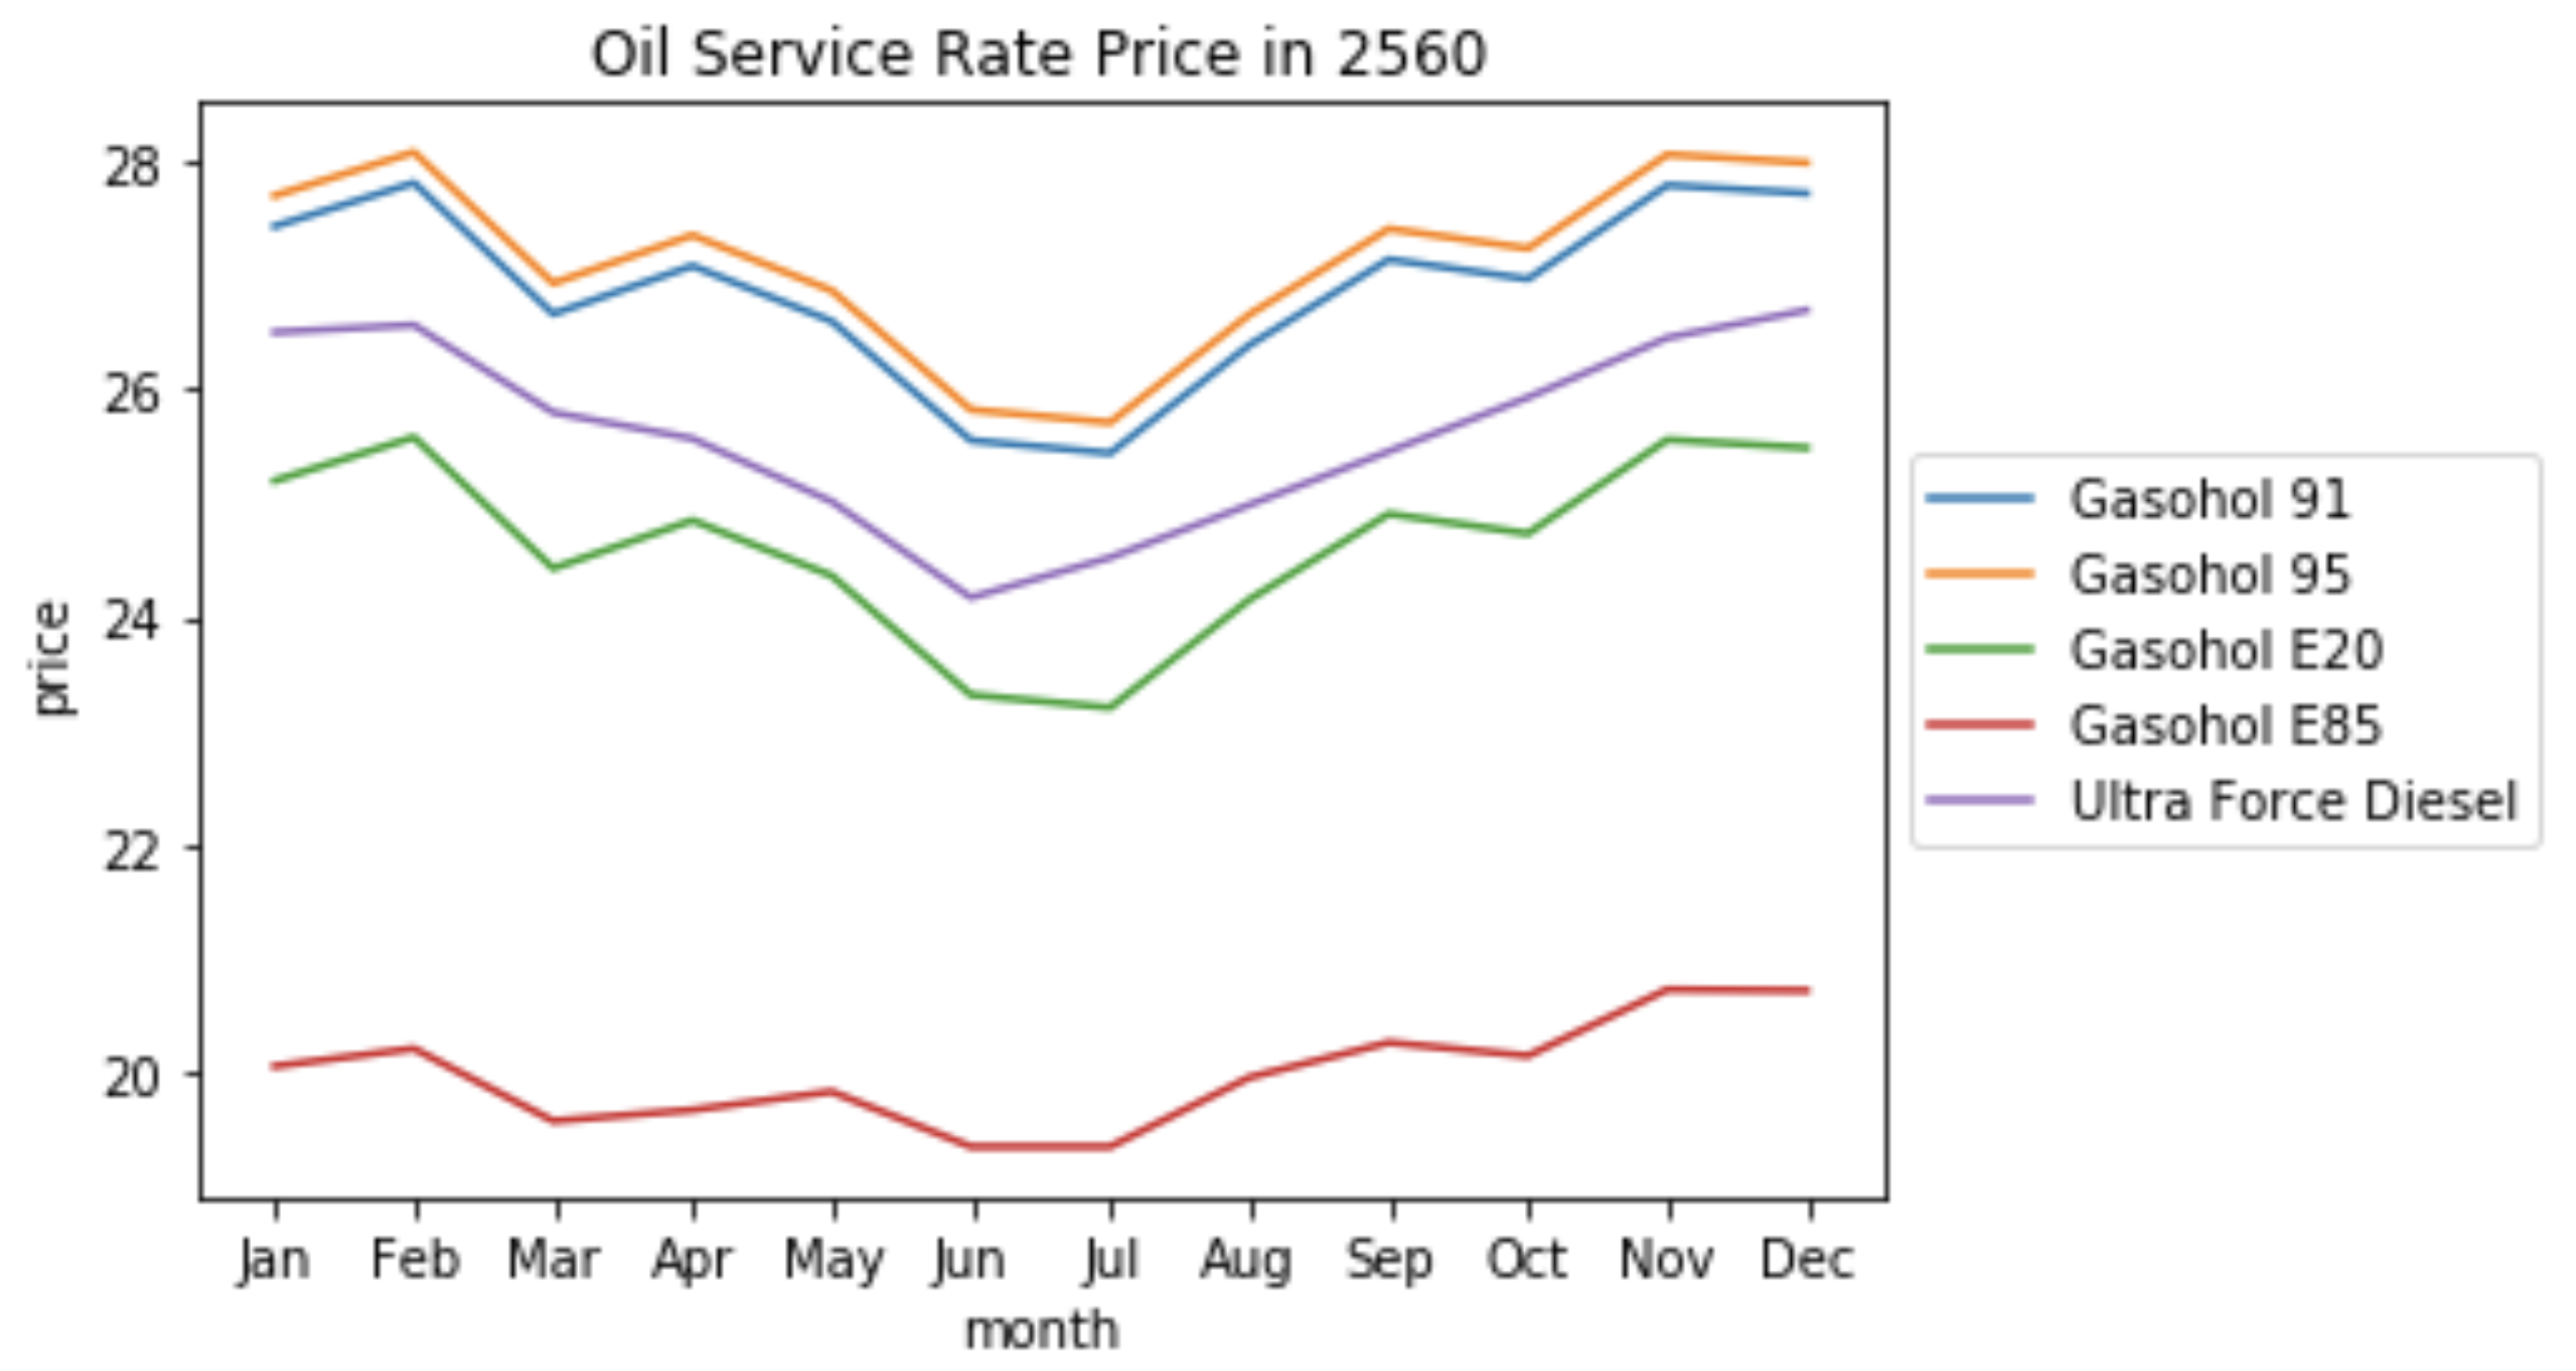 Oil Service Rate Price in 2560
28
26
24
22
20
price
Jan Feb Mar Apr May Jun Jul Aug Sep Oct Nov Dec
month
Gasohol 91
Gasohol 95
Gasohol E20
Gasohol E85
Ultra Force Diesel